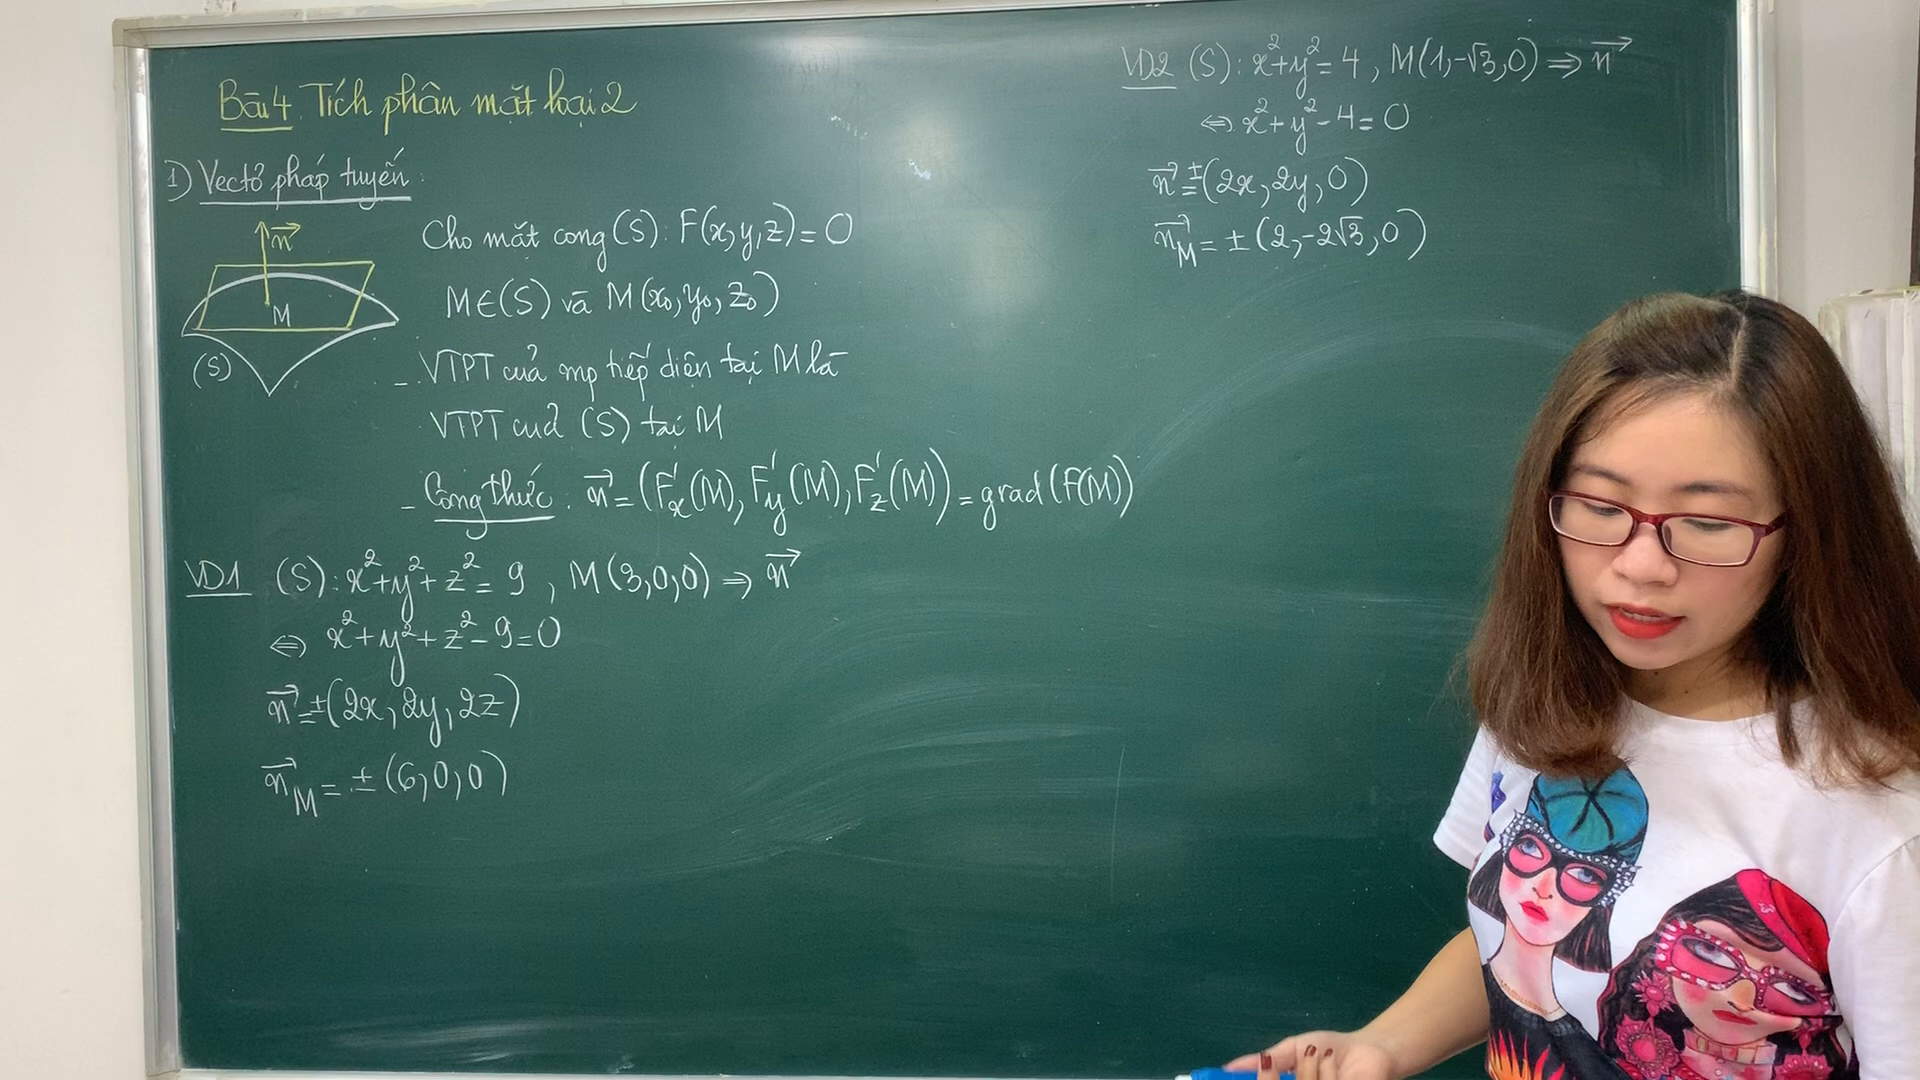 Bài 4. Tích phân mặt loại 2
1) Vectơ pháp tuyến:
n⃗
M
(S)
Cho mặt cong (S): F(x,y,z) = 0
M∈(S) và M(x₀, y₀, z₀)
- VTPT của mp tiếp diện tại M là
VTPT của (S) tại M
- Công thức: n⃗ = (F'ₓ(M), F'y(M), F'z(M)) = grad(F(M))
VD1 (S): x²+y²+z² = 9, M(3,0,0) ⇒ n⃗
⇔ x²+y²+z²-9=0
n⃗ = ±(2x, 2y, 2z)
n⃗_M = ±(6,0,0)
VD2 (S): x²+y² = 4, M(1,-√3,0) ⇒ n⃗
⇔ x²+y²-4=0
n⃗ = ±(2x, 2y, 0)
n⃗_M = ±(2,-2√3,0)